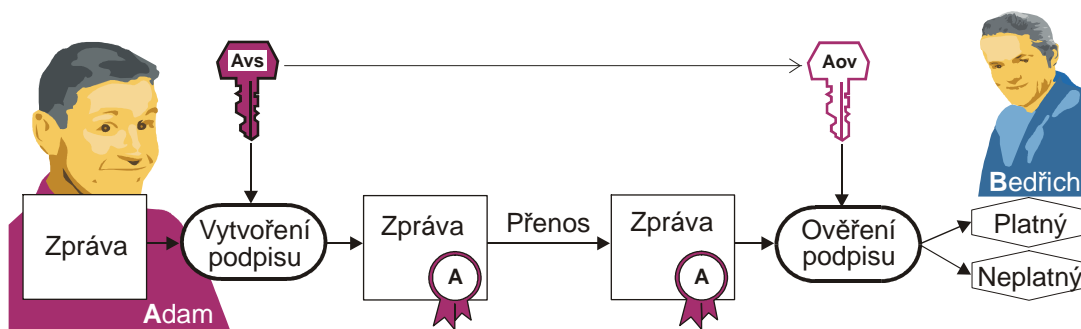 Avs
Aov
Bedřich
Zpráva
Vytvoření
podpisu
Zpráva
A
Přenos
Zpráva
A
Ověření
podpisu
Platný
Neplatný
Adam